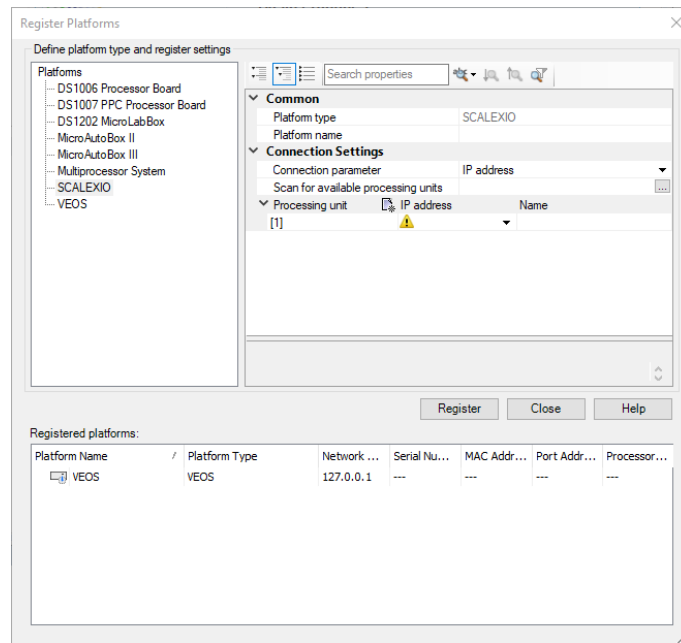 Register Platforms
Define platform type and register settings
Platforms
DS1006 Processor Board
DS1007 PPC Processor Board
DS1202 MicroLabBox
MicroAutoBox II
MicroAutoBox III
Multiprocessor System
SCALEXIO
VEOS
Search properties
Common
Platform type SCALEXIO
Platform name
Connection Settings
Connection parameter IP address
Scan for available processing units ...
Processing unit IP address Name
[1]
Register Close Help
Registered platforms:
Platform Name / Platform Type Network ... Serial Nu... MAC Addr... Port Addr... Processor...
VEOS VEOS 127.0.0.1 --- --- --- ---